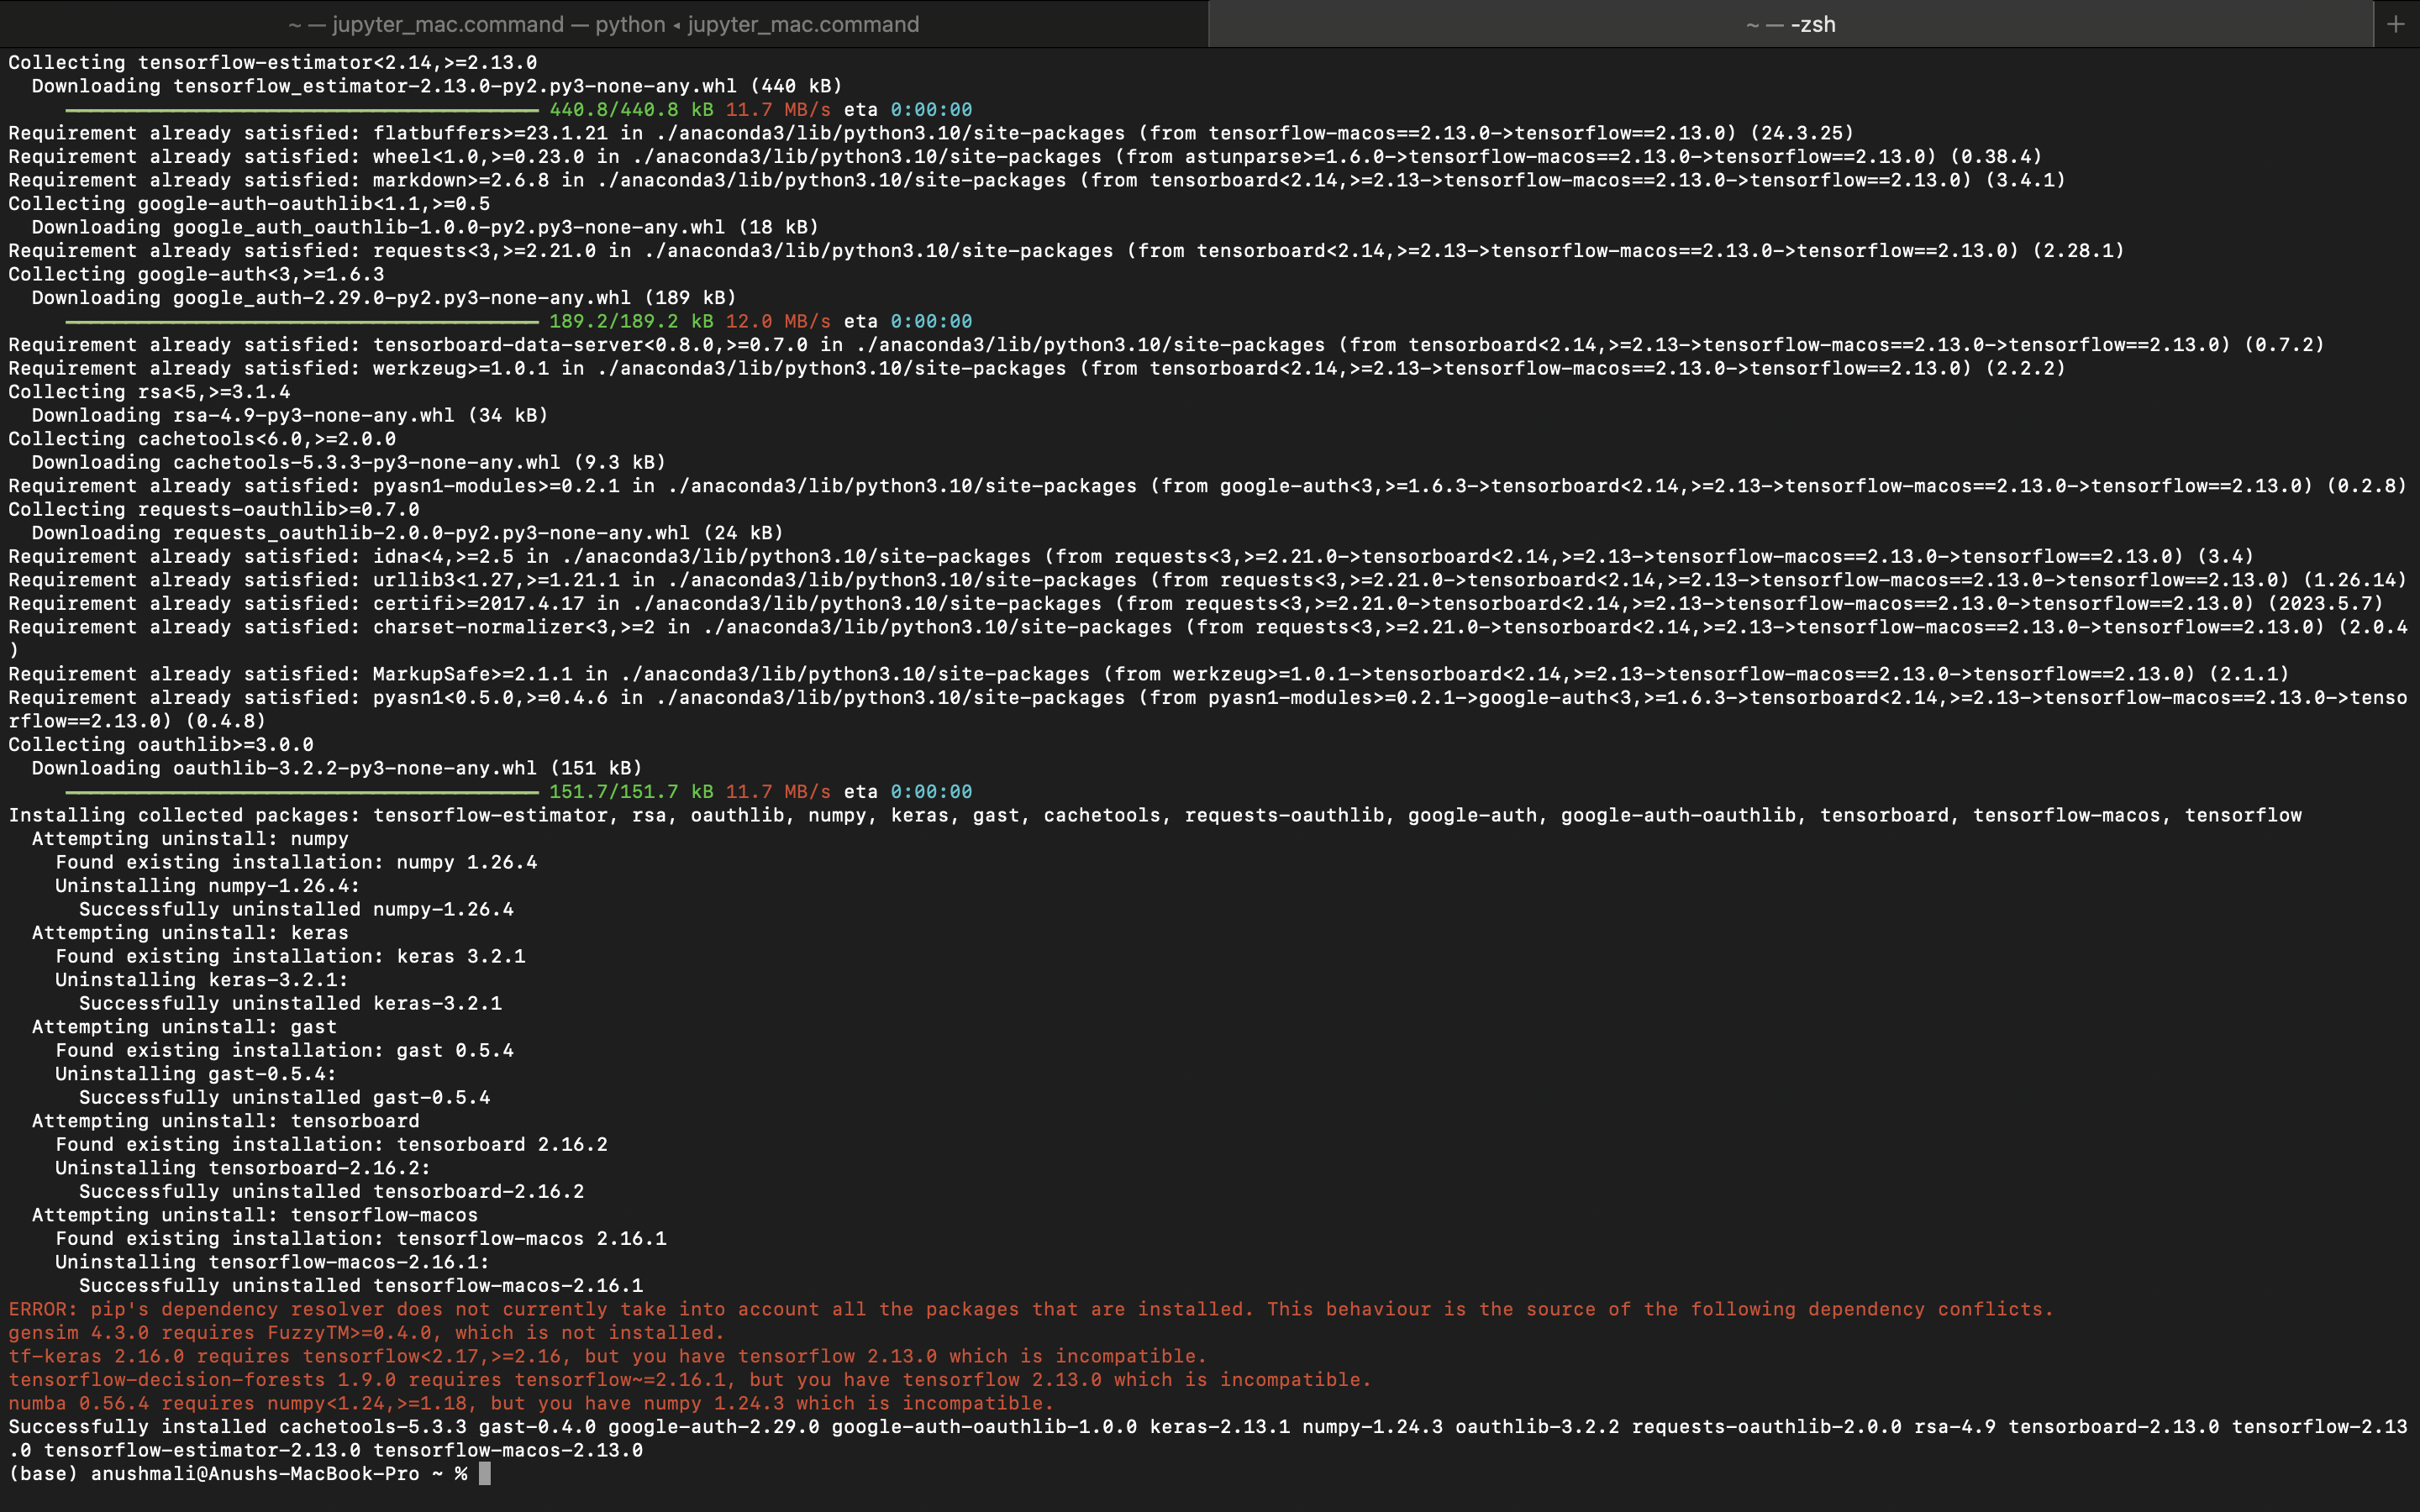 ~ — jupyter_mac.command — python ◂ jupyter_mac.command
~ — -zsh
+
Collecting tensorflow-estimator<2.14,>=2.13.0
Downloading tensorflow_estimator-2.13.0-py2.py3-none-any.whl (440 kB)
440.8/440.8 kB 11.7 MB/s eta 0:00:00
Requirement already satisfied: flatbuffers>=23.1.21 in ./anaconda3/lib/python3.10/site-packages (from tensorflow-macos==2.13.0->tensorflow==2.13.0) (24.3.25)
Requirement already satisfied: wheel<1.0,>=0.23.0 in ./anaconda3/lib/python3.10/site-packages (from astunparse>=1.6.0->tensorflow-macos==2.13.0->tensorflow==2.13.0) (0.38.4)
Requirement already satisfied: markdown>=2.6.8 in ./anaconda3/lib/python3.10/site-packages (from tensorboard<2.14,>=2.13->tensorflow-macos==2.13.0->tensorflow==2.13.0) (3.4.1)
Collecting google-auth-oauthlib<1.1,>=0.5
Downloading google_auth_oauthlib-1.0.0-py2.py3-none-any.whl (18 kB)
Requirement already satisfied: requests<3,>=2.21.0 in ./anaconda3/lib/python3.10/site-packages (from tensorboard<2.14,>=2.13->tensorflow-macos==2.13.0->tensorflow==2.13.0) (2.28.1)
Collecting google-auth<3,>=1.6.3
Downloading google_auth-2.29.0-py2.py3-none-any.whl (189 kB)
189.2/189.2 kB 12.0 MB/s eta 0:00:00
Requirement already satisfied: tensorboard-data-server<0.8.0,>=0.7.0 in ./anaconda3/lib/python3.10/site-packages (from tensorboard<2.14,>=2.13->tensorflow-macos==2.13.0->tensorflow==2.13.0) (0.7.2)
Requirement already satisfied: werkzeug>=1.0.1 in ./anaconda3/lib/python3.10/site-packages (from tensorboard<2.14,>=2.13->tensorflow-macos==2.13.0->tensorflow==2.13.0) (2.2.2)
Collecting rsa<5,>=3.1.4
Downloading rsa-4.9-py3-none-any.whl (34 kB)
Collecting cachetools<6.0,>=2.0.0
Downloading cachetools-5.3.3-py3-none-any.whl (9.3 kB)
Requirement already satisfied: pyasn1-modules>=0.2.1 in ./anaconda3/lib/python3.10/site-packages (from google-auth<3,>=1.6.3->tensorboard<2.14,>=2.13->tensorflow-macos==2.13.0->tensorflow==2.13.0) (0.2.8)
Collecting requests-oauthlib>=0.7.0
Downloading requests_oauthlib-2.0.0-py2.py3-none-any.whl (24 kB)
Requirement already satisfied: idna<4,>=2.5 in ./anaconda3/lib/python3.10/site-packages (from requests<3,>=2.21.0->tensorboard<2.14,>=2.13->tensorflow-macos==2.13.0->tensorflow==2.13.0) (3.4)
Requirement already satisfied: urllib3<1.27,>=1.21.1 in ./anaconda3/lib/python3.10/site-packages (from requests<3,>=2.21.0->tensorboard<2.14,>=2.13->tensorflow-macos==2.13.0->tensorflow==2.13.0) (1.26.14)
Requirement already satisfied: certifi>=2017.4.17 in ./anaconda3/lib/python3.10/site-packages (from requests<3,>=2.21.0->tensorboard<2.14,>=2.13->tensorflow-macos==2.13.0->tensorflow==2.13.0) (2023.5.7)
Requirement already satisfied: charset-normalizer<3,>=2 in ./anaconda3/lib/python3.10/site-packages (from requests<3,>=2.21.0->tensorboard<2.14,>=2.13->tensorflow-macos==2.13.0->tensorflow==2.13.0) (2.0.4
)
Requirement already satisfied: MarkupSafe>=2.1.1 in ./anaconda3/lib/python3.10/site-packages (from werkzeug>=1.0.1->tensorboard<2.14,>=2.13->tensorflow-macos==2.13.0->tensorflow==2.13.0) (2.1.1)
Requirement already satisfied: pyasn1<0.5.0,>=0.4.6 in ./anaconda3/lib/python3.10/site-packages (from pyasn1-modules>=0.2.1->google-auth<3,>=1.6.3->tensorboard<2.14,>=2.13->tensorflow-macos==2.13.0->tenso
rflow==2.13.0) (0.4.8)
Collecting oauthlib>=3.0.0
Downloading oauthlib-3.2.2-py3-none-any.whl (151 kB)
151.7/151.7 kB 11.7 MB/s eta 0:00:00
Installing collected packages: tensorflow-estimator, rsa, oauthlib, numpy, keras, gast, cachetools, requests-oauthlib, google-auth, google-auth-oauthlib, tensorboard, tensorflow-macos, tensorflow
Attempting uninstall: numpy
Found existing installation: numpy 1.26.4
Uninstalling numpy-1.26.4:
Successfully uninstalled numpy-1.26.4
Attempting uninstall: keras
Found existing installation: keras 3.2.1
Uninstalling keras-3.2.1:
Successfully uninstalled keras-3.2.1
Attempting uninstall: gast
Found existing installation: gast 0.5.4
Uninstalling gast-0.5.4:
Successfully uninstalled gast-0.5.4
Attempting uninstall: tensorboard
Found existing installation: tensorboard 2.16.2
Uninstalling tensorboard-2.16.2:
Successfully uninstalled tensorboard-2.16.2
Attempting uninstall: tensorflow-macos
Found existing installation: tensorflow-macos 2.16.1
Uninstalling tensorflow-macos-2.16.1:
Successfully uninstalled tensorflow-macos-2.16.1
ERROR: pip's dependency resolver does not currently take into account all the packages that are installed. This behaviour is the source of the following dependency conflicts.
gensim 4.3.0 requires FuzzyTM>=0.4.0, which is not installed.
tf-keras 2.16.0 requires tensorflow<2.17,>=2.16, but you have tensorflow 2.13.0 which is incompatible.
tensorflow-decision-forests 1.9.0 requires tensorflow~=2.16.1, but you have tensorflow 2.13.0 which is incompatible.
numba 0.56.4 requires numpy<1.24,>=1.18, but you have numpy 1.24.3 which is incompatible.
Successfully installed cachetools-5.3.3 gast-0.4.0 google-auth-2.29.0 google-auth-oauthlib-1.0.0 keras-2.13.1 numpy-1.24.3 oauthlib-3.2.2 requests-oauthlib-2.0.0 rsa-4.9 tensorboard-2.13.0 tensorflow-2.13
.0 tensorflow-estimator-2.13.0 tensorflow-macos-2.13.0
(base) anushmali@Anushs-MacBook-Pro ~ %